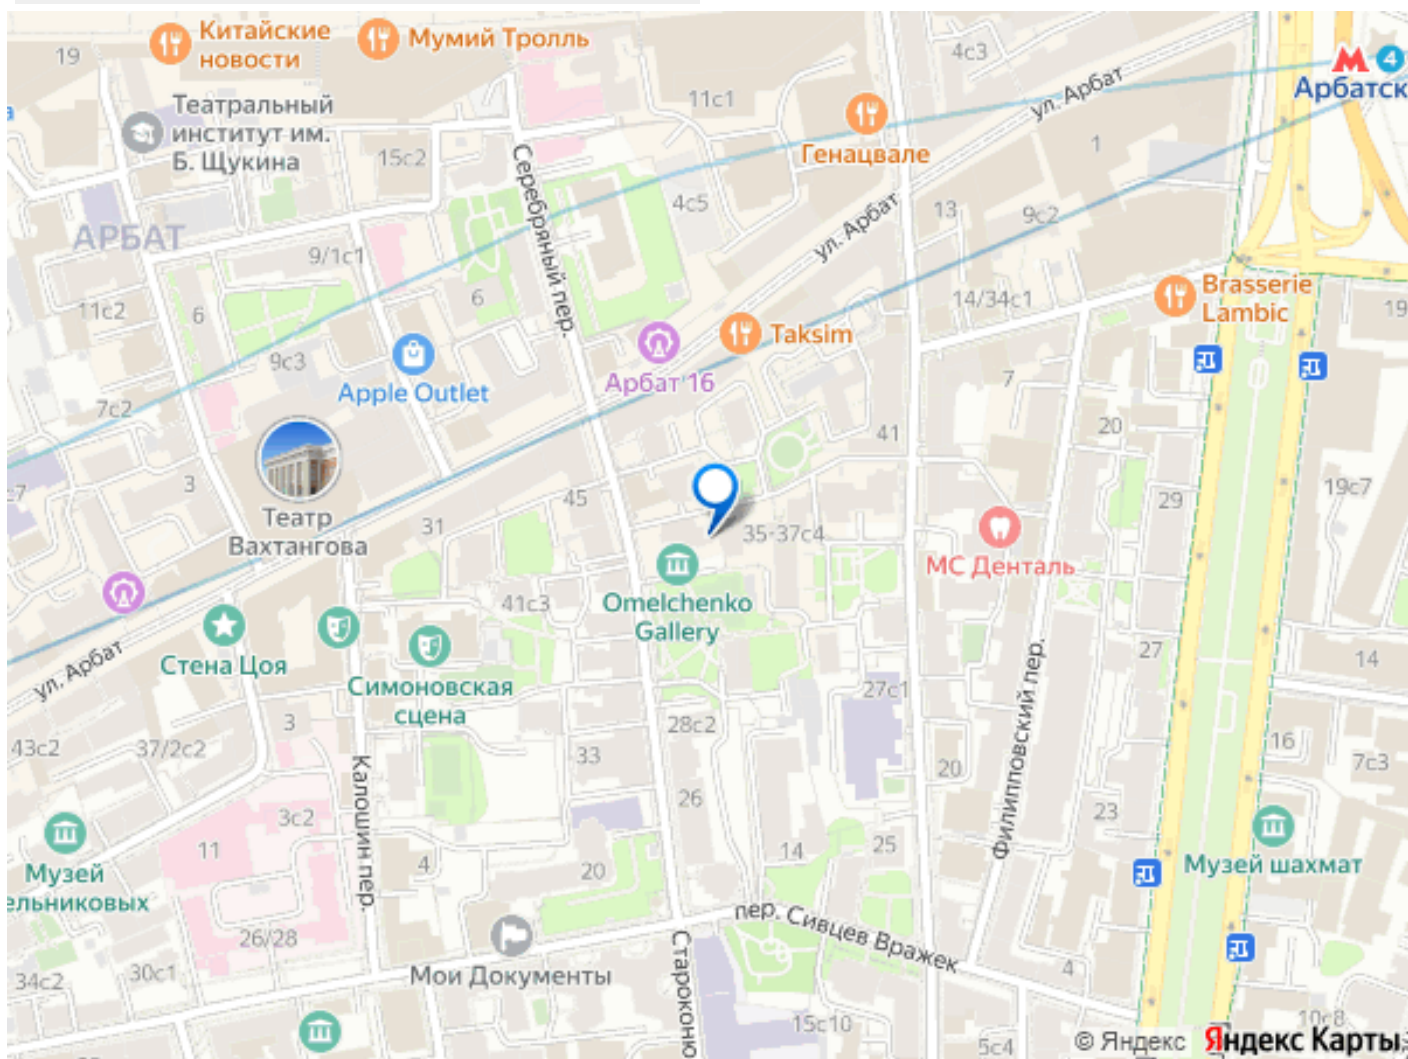 Китайские
новости
Мумий Тролль
19
4с3
4
Арбатск
ул. Арбат
Театральный
институт им.
Б. Щукина
11с1
15с2
Генацвале
1
Серебряный пер.
4с5
13
9с2
АРБАТ
9/1с1
ул. Арбат
11с2
6
6
14/34с1
Brasserie
Lambic
19
Taksim
9с3
Apple Outlet
Арбат 16
7
7с2
20
41
3
45
29
19с7
Театр
Вахтангова
31
35-37с4
МС Денталь
41с3
Omelchenko
Gallery
ул. Арбат
Стена Цоя
Симоновская
сцена
27
14
27с1
Филипповский пер.
3
28с2
43с2
37/2с2
33
16
7с3
20
Калошин пер.
26
3с2
23
11
4
20
14
25
Музей
ельниковых
Музей шахмат
пер. Сивцев Вражек
26/28
Мои Документы
34с2
30с1
Староконю
4
15с10
5с4
10с8
© Яндекс Яндекс Карты